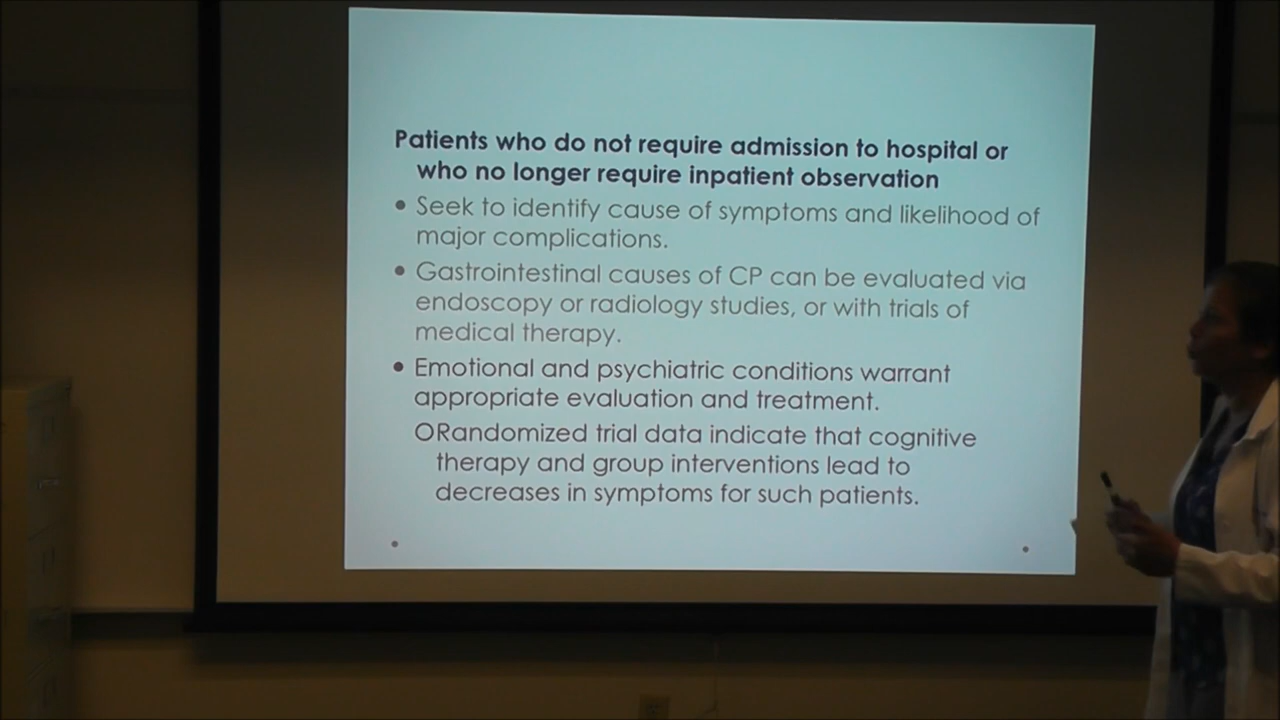 Patients who do not require admission to hospital or
who no longer require inpatient observation
• Seek to identify cause of symptoms and likelihood of
major complications.
• Gastrointestinal causes of CP can be evaluated via
endoscopy or radiology studies, or with trials of
medical therapy.
• Emotional and psychiatric conditions warrant
appropriate evaluation and treatment.
○Randomized trial data indicate that cognitive
therapy and group interventions lead to
decreases in symptoms for such patients.